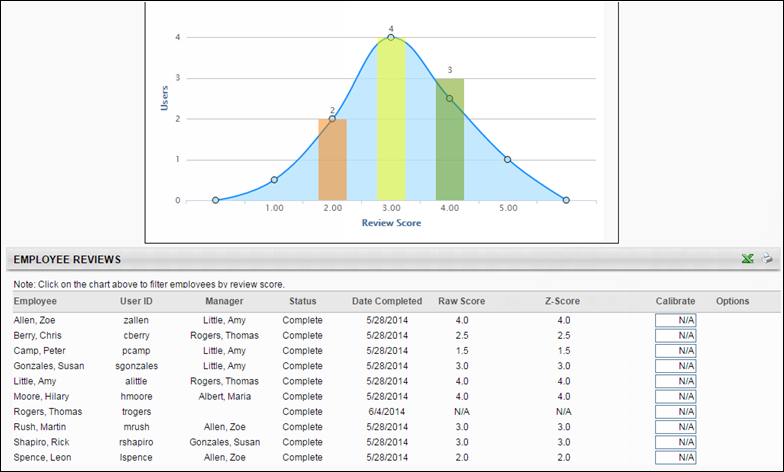 4
4
3
3
2
2
Users
1
0
1.00 2.00 3.00 4.00 5.00
Review Score
EMPLOYEE REVIEWS
Note: Click on the chart above to filter employees by review score.
Employee User ID Manager Status Date Completed Raw Score Z-Score Calibrate Options
Allen, Zoe zallen Little, Amy Complete 5/28/2014 4.0 4.0 N/A
Berry, Chris cberry Rogers, Thomas Complete 5/28/2014 2.5 2.5 N/A
Camp, Peter pcamp Little, Amy Complete 5/28/2014 1.5 1.5 N/A
Gonzales, Susan sgonzales Little, Amy Complete 5/28/2014 3.0 3.0 N/A
Little, Amy alittle Rogers, Thomas Complete 5/28/2014 4.0 4.0 N/A
Moore, Hilary hmoore Albert, Maria Complete 5/28/2014 4.0 4.0 N/A
Rogers, Thomas trogers Complete 6/4/2014 N/A N/A N/A
Rush, Martin mrush Allen, Zoe Complete 5/28/2014 3.0 3.0 N/A
Shapiro, Rick rshapiro Gonzales, Susan Complete 5/28/2014 3.0 3.0 N/A
Spence, Leon lspence Allen, Zoe Complete 5/28/2014 2.0 2.0 N/A